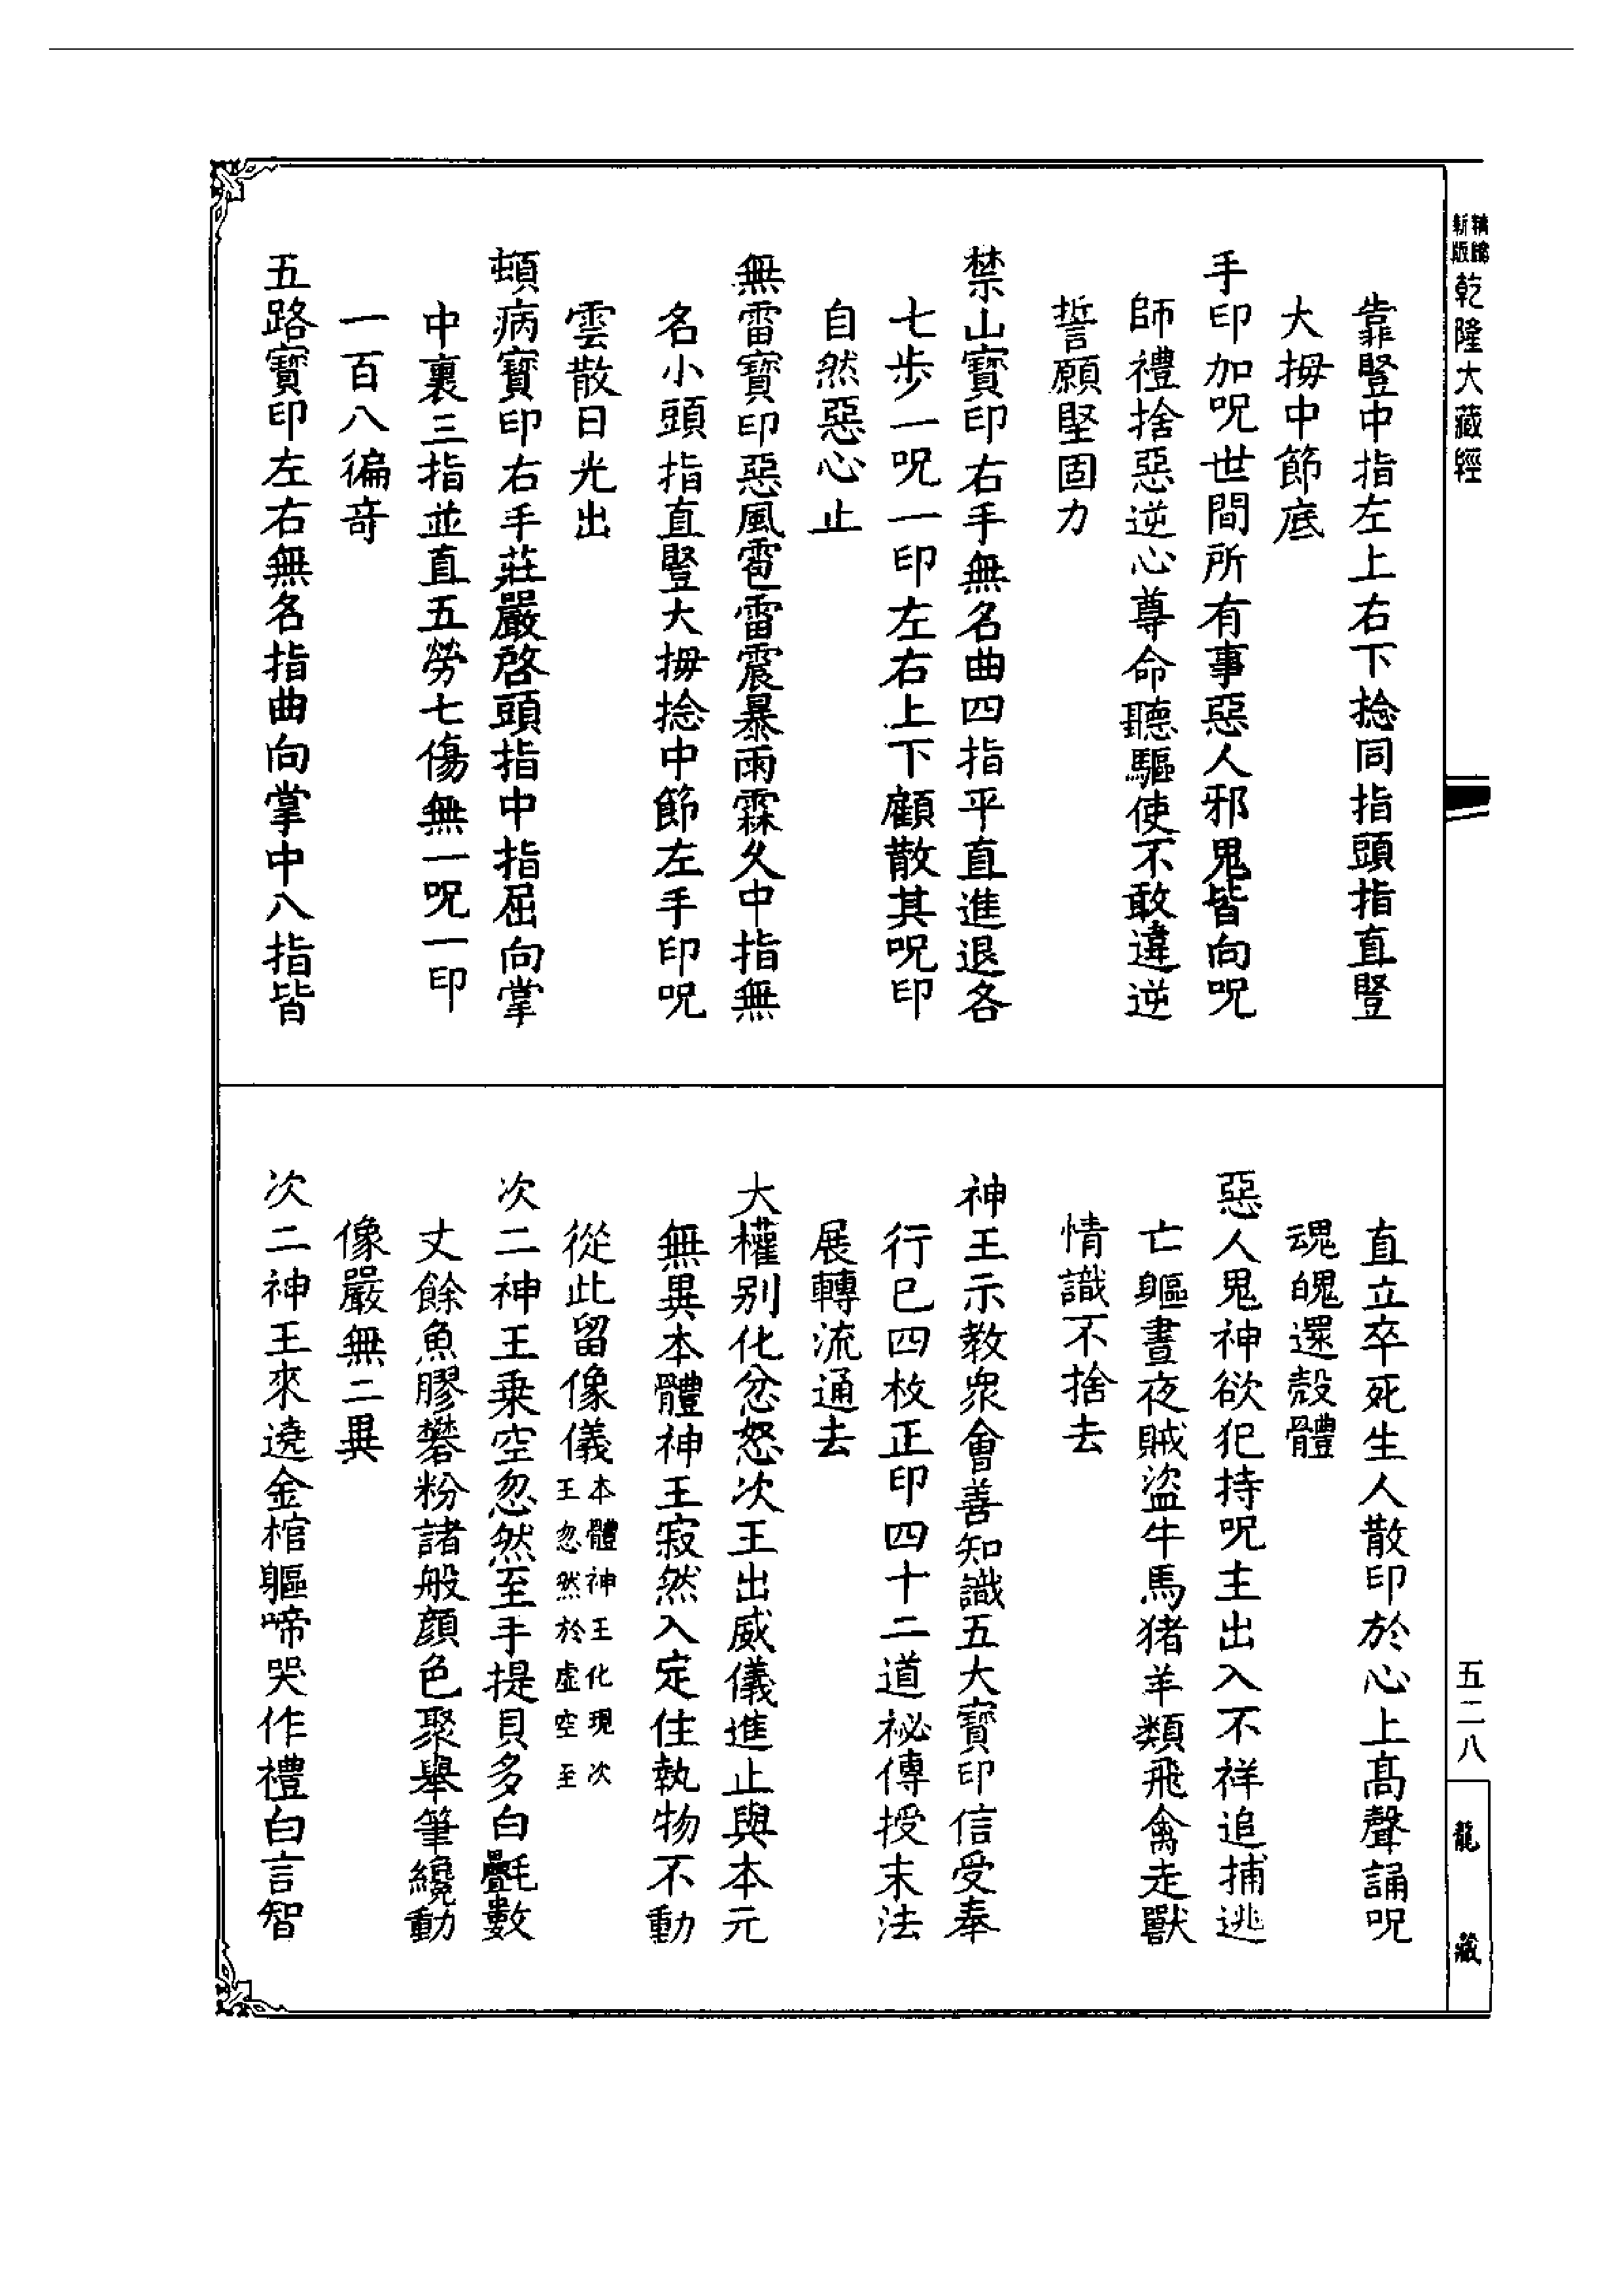 新版精縮乾隆大藏經
靠豎中指左上右下捻同指頭指直豎
大拇中節底
手印加呪世間所有事惡人邪鬼皆向呪
師禮捨惡逆心尊命聽驅使不敢違逆
誓願堅固力
禁山寶印右手無名曲四指平直進退各
七步一呪一印左右上下顧散其呪印
自然惡心止
無雷寶印惡風雹雷震暴雨霖久中指無
名小頭指直豎大拇捻中節左手印呪
雲散日光出
頓病寶印右手莊嚴啓頭指中指屈向掌
中裏三指並直五勞七傷無一呪一印
一百八徧奇
五路寶印左右無名指曲向掌中八指皆
直立卒死生人散印於心上高聲誦呪
魂魄還殼體
惡人鬼神欲犯持呪主出入不祥追捕逃
亡軀晝夜賊盜牛馬猪羊類飛禽走獸
情識不捨去
神王示教衆會善知識五大寶印信受奉
行已四枚正印四十二道祕傳授末法
展轉流通去
大權别化忿怒次王出威儀進止與本元
無異本體神王寂然入定住執物不動
從此留像儀本體神王化現次王忽然於虛空至
次二神王乗空忽然至手提貝多白氎數
丈餘魚膠礬粉諸般顔色聚舉筆纔動
像嚴無二異
次二神王來遶金棺軀啼哭作禮白言智
五二八
龍藏